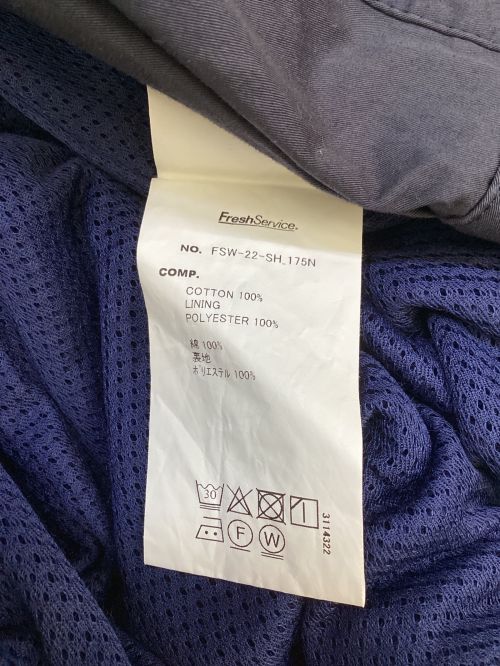 FreshService.
NO. FSW-22-SH_175N
COMP.
COTTON 100%
LINING
POLYESTER 100%
綿 100%
裏地
ポリエステル 100%
30
F W
3114322